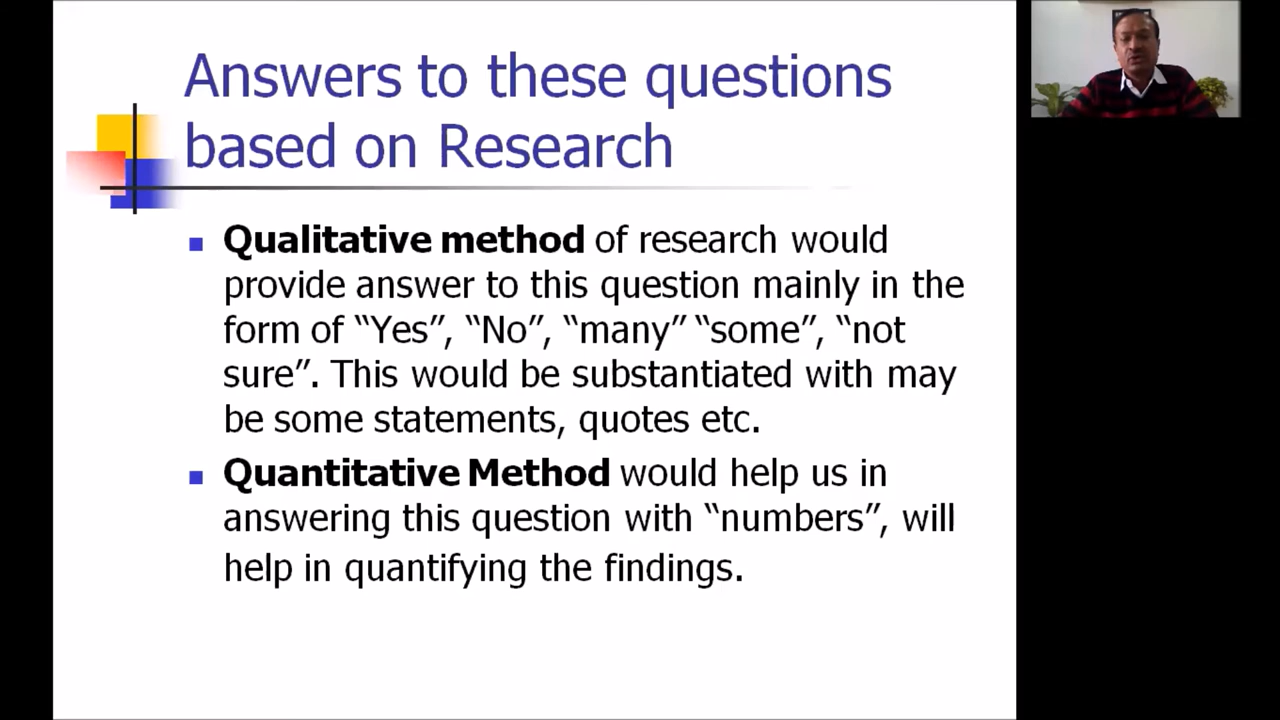 Answers to these questions
based on Research
Qualitative method of research would
provide answer to this question mainly in the
form of “Yes”, “No”, “many” “some”, “not
sure”. This would be substantiated with may
be some statements, quotes etc.
Quantitative Method would help us in
answering this question with “numbers”, will
help in quantifying the findings.